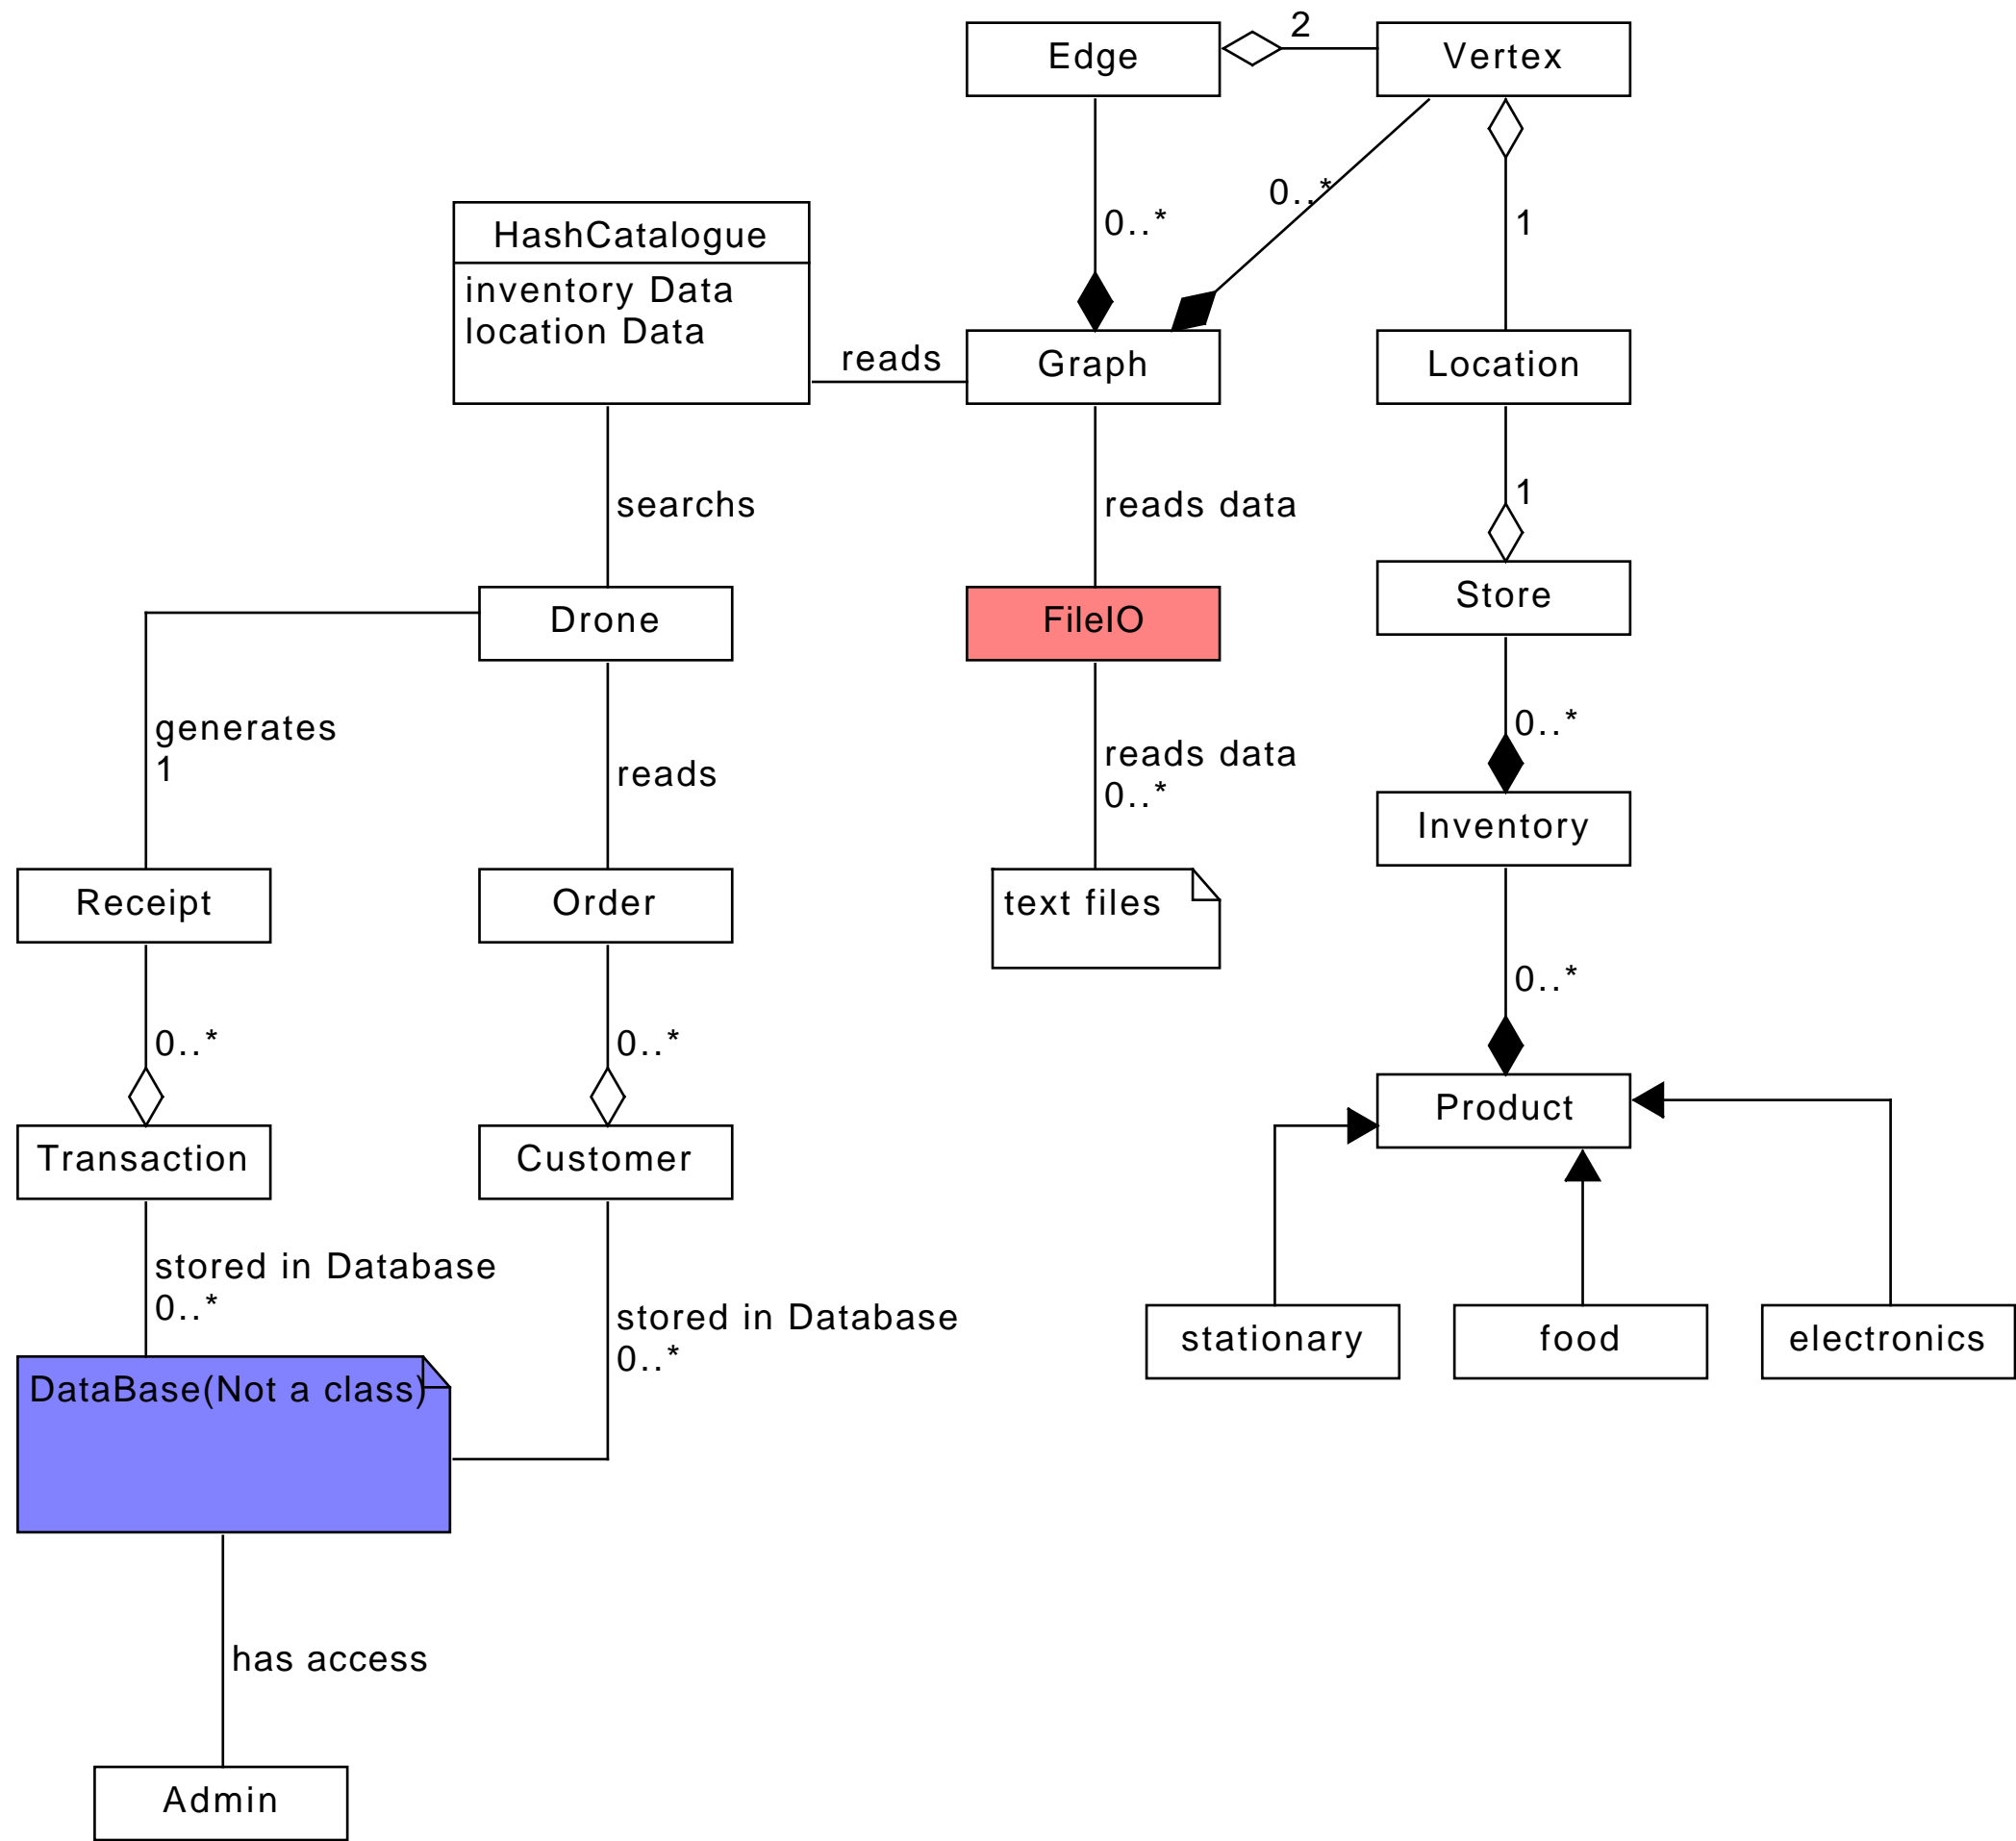 Edge
2
Vertex
0..*
0..*
1
HashCatalogue
inventory Data
location Data
reads
Graph
Location
searchs
reads data
1
Drone
FileIO
Store
generates
1
reads
reads data
0..*
0..*
Inventory
Receipt
Order
text files
0..*
0..*
0..*
Transaction
Customer
Product
stored in Database
0..*
stored in Database
0..*
stationary
food
electronics
DataBase(Not a class)
has access
Admin